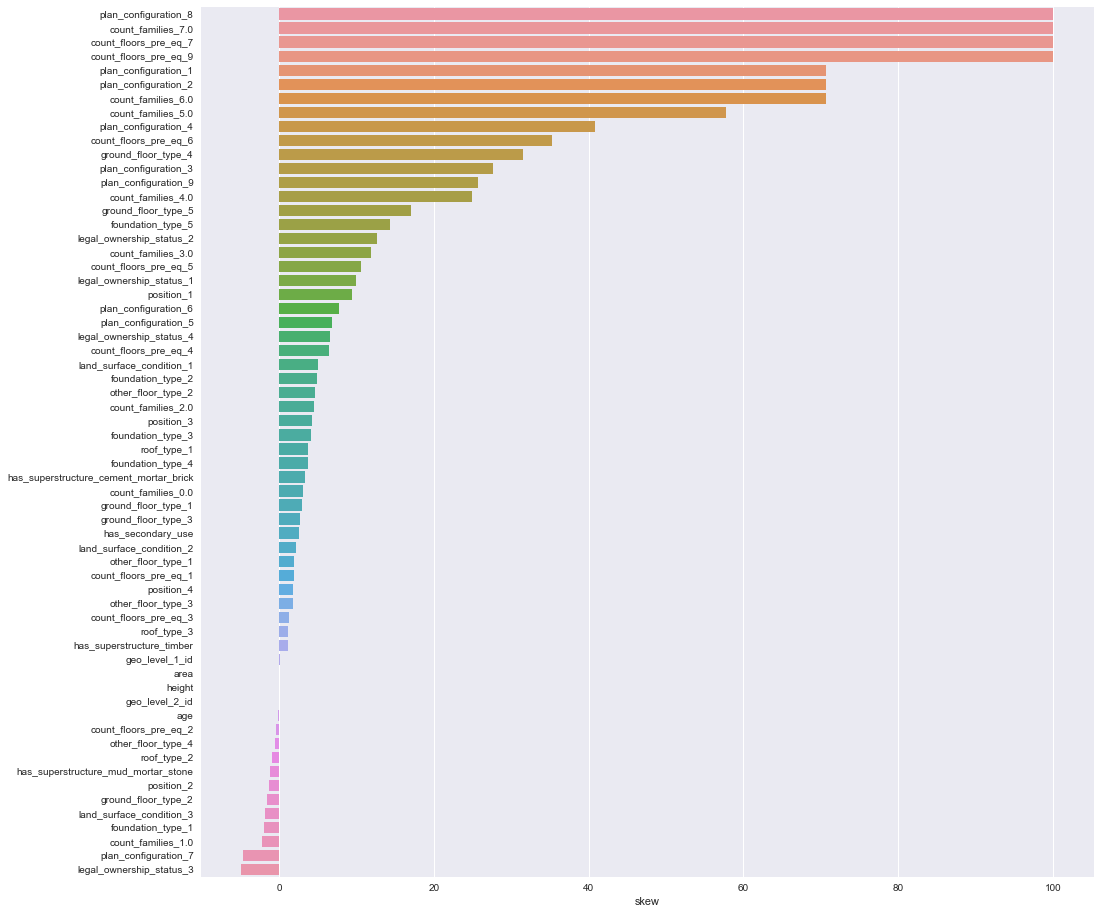 plan_configuration_8
count_families_7.0
count_floors_pre_eq_7
count_floors_pre_eq_9
plan_configuration_1
plan_configuration_2
count_families_6.0
count_families_5.0
plan_configuration_4
count_floors_pre_eq_6
ground_floor_type_4
plan_configuration_3
plan_configuration_9
count_families_4.0
ground_floor_type_5
foundation_type_5
legal_ownership_status_2
count_families_3.0
count_floors_pre_eq_5
legal_ownership_status_1
position_1
plan_configuration_6
plan_configuration_5
legal_ownership_status_4
count_floors_pre_eq_4
land_surface_condition_1
foundation_type_2
other_floor_type_2
count_families_2.0
position_3
foundation_type_3
roof_type_1
foundation_type_4
has_superstructure_cement_mortar_brick
count_families_0.0
ground_floor_type_1
ground_floor_type_3
has_secondary_use
land_surface_condition_2
other_floor_type_1
count_floors_pre_eq_1
position_4
other_floor_type_3
count_floors_pre_eq_3
roof_type_3
has_superstructure_timber
geo_level_1_id
area
height
geo_level_2_id
age
count_floors_pre_eq_2
other_floor_type_4
roof_type_2
has_superstructure_mud_mortar_stone
position_2
ground_floor_type_2
land_surface_condition_3
foundation_type_1
count_families_1.0
plan_configuration_7
legal_ownership_status_3
0 20 40 60 80 100
skew